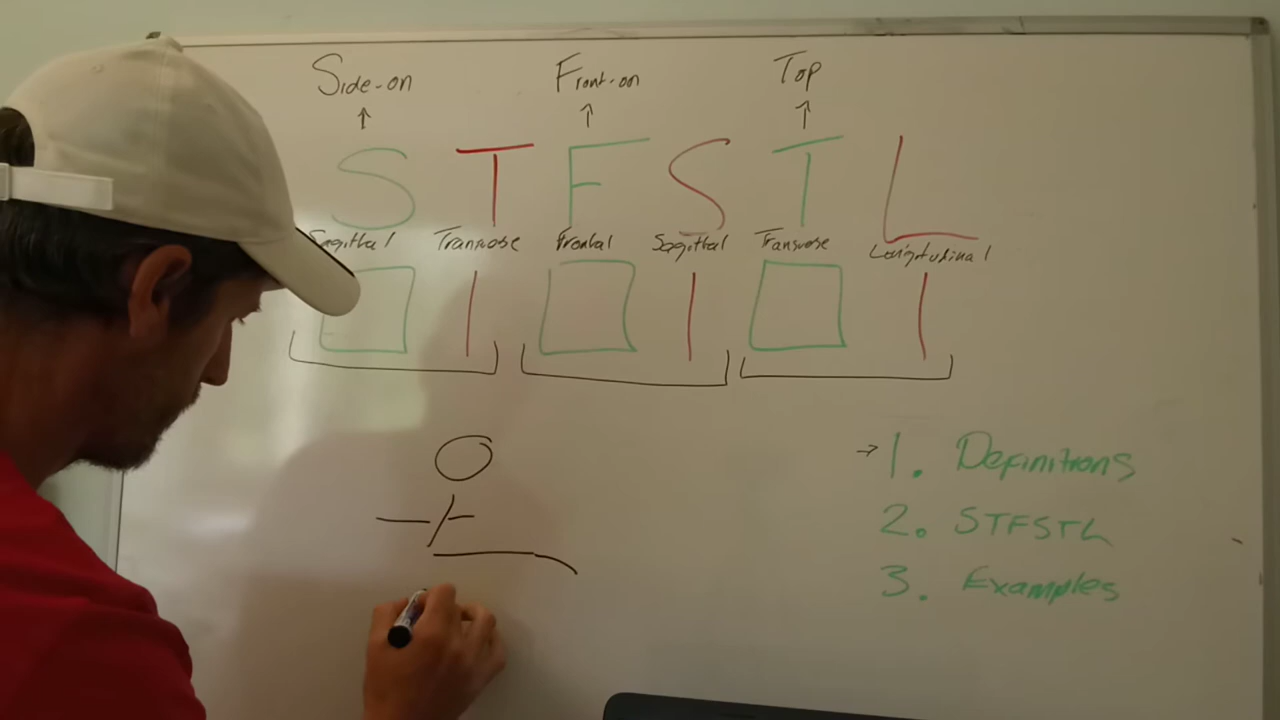 Side-on Front-on Top
S T F S T L
Sagittal Transvose Frontal Sagittal Transvose Longitudinal
→ 1. Definitions
2. STFSTL
3. Examples